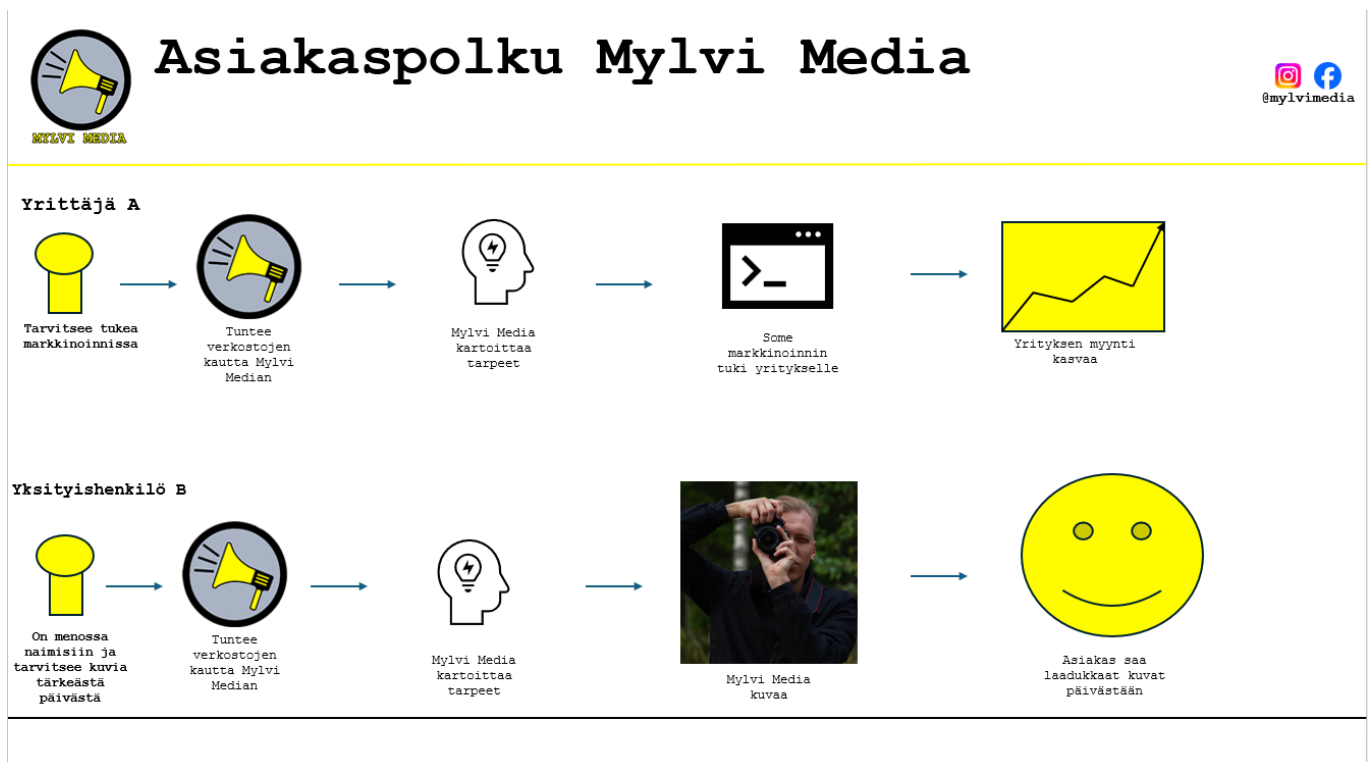 Asiakaspolku Mylvi Media
MYLVI MEDIA
@mylvimedia
Yrittäjä A
Tarvitsee tukea
markkinoinnissa
Tuntee
verkostojen
kautta Mylvi
Median
Mylvi Media
kartoittaa
tarpeet
Some
markkinoinnin
tuki yritykselle
Yrityksen myynti
kasvaa
Yksityishenkilö B
On menossa
naimisiin ja
tarvitsee kuvia
tärkeästä
päivästä
Tuntee
verkostojen
kautta Mylvi
Median
Mylvi Media
kartoittaa
tarpeet
Mylvi Media
kuvaa
Asiakas saa
laadukkaat kuvat
päivästään